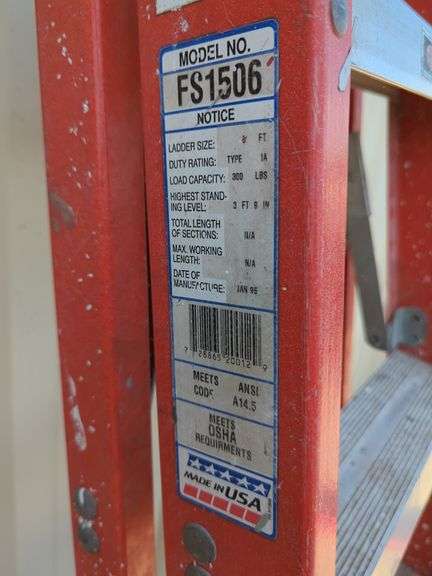 MODEL NO.
FS1506
NOTICE
LADDER SIZE: FT
DUTY RATING: TYPE IA
LOAD CAPACITY: 300 LBS
HIGHEST STAND-
ING LEVEL: 3 FT 9 IN
TOTAL LENGTH
OF SECTIONS: N/A
MAX. WORKING
LENGTH: N/A
DATE OF
MANUFACTURE: JAN 95
MEETS ANSI
CODE A14.5
MEETS
OSHA
REQUIRMENTS
MADE IN USA